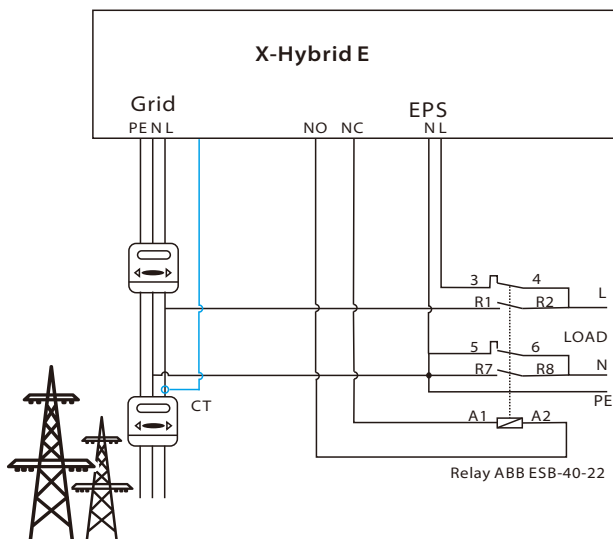 X-Hybrid E
Grid
EPS
PE N L
NO NC
N L
3 4
L
R1 R2
LOAD
5 6
N
R7 R8
PE
CT
A1 A2
Relay ABB ESB-40-22